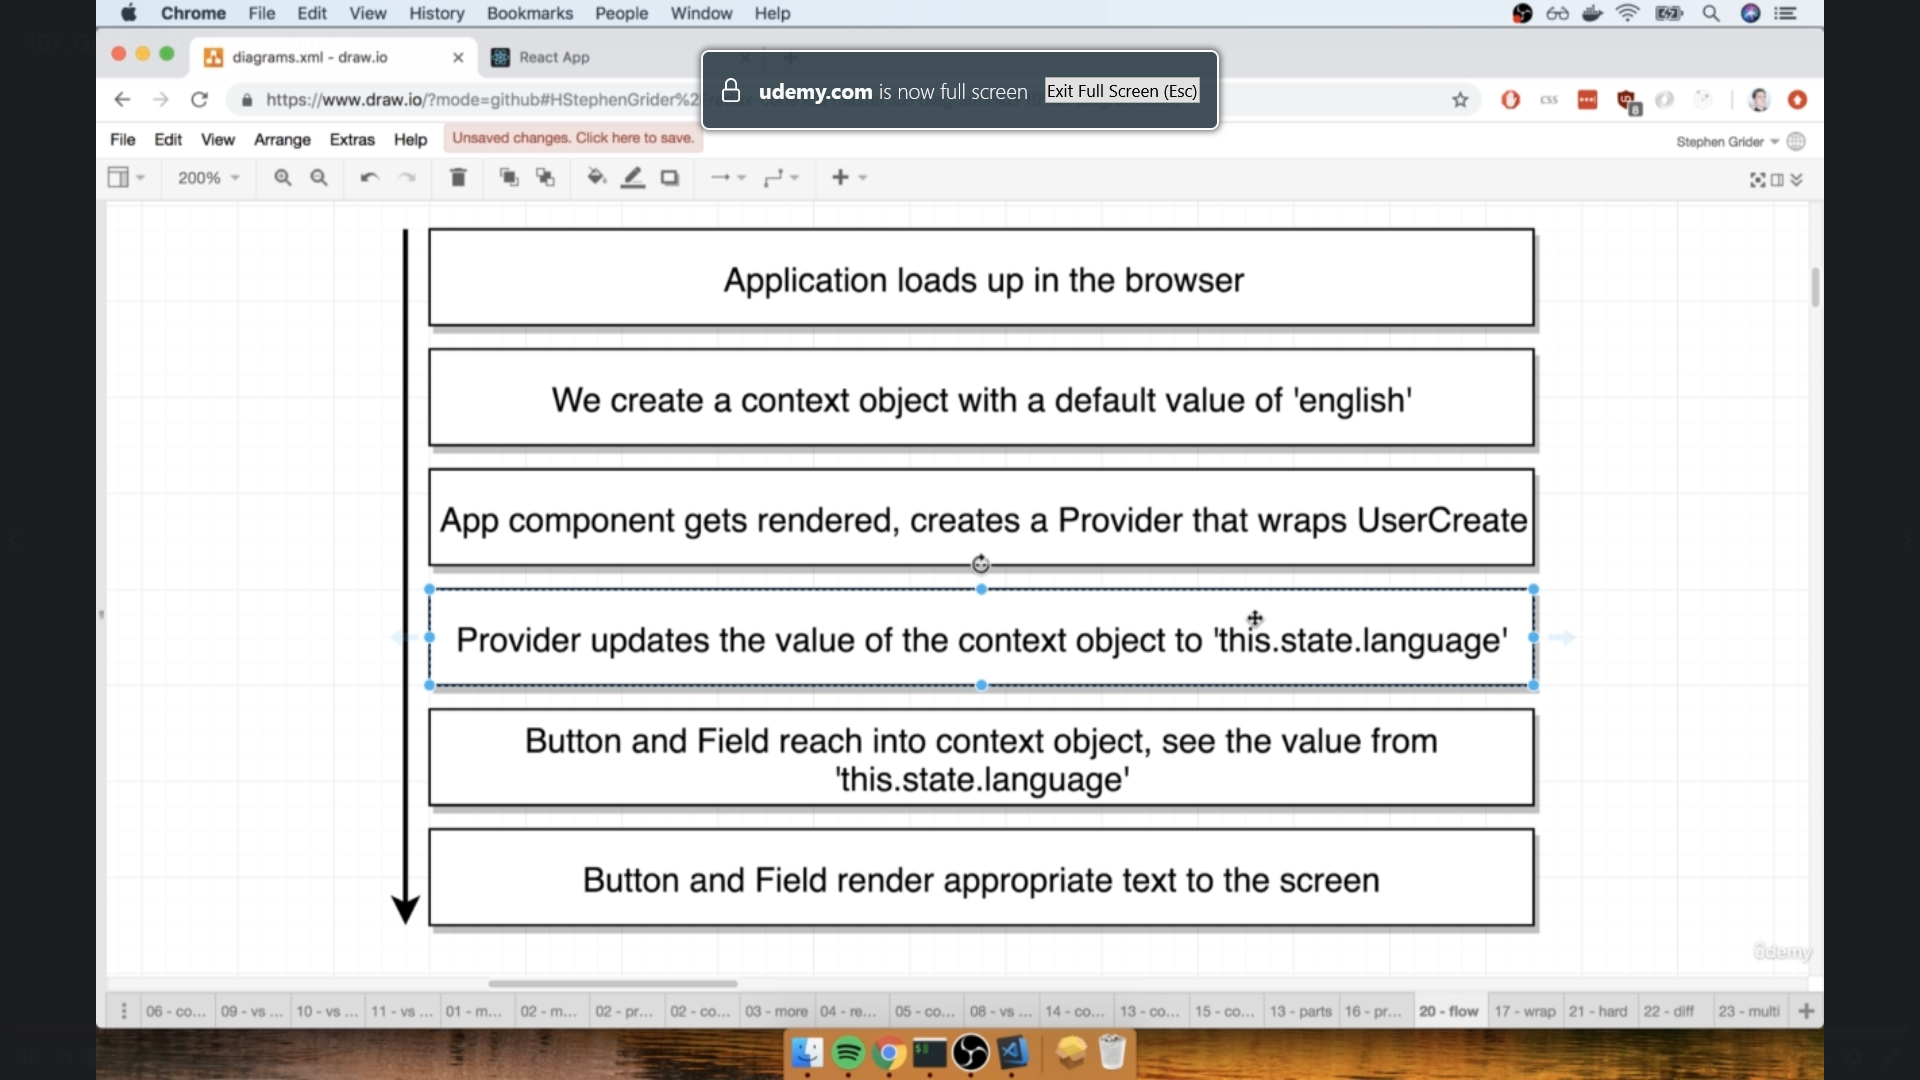 Chrome File Edit View History Bookmarks People Window Help
diagrams.xml - draw.io
React App
udemy.com is now full screen Exit Full Screen (Esc)
https://www.draw.io/?mode=github#HStephenGrider%2
CSS
8
File Edit View Arrange Extras Help Unsaved changes. Click here to save.
Stephen Grider
200%
Application loads up in the browser
We create a context object with a default value of 'english'
App component gets rendered, creates a Provider that wraps UserCreate
Provider updates the value of the context object to 'this.state.language'
Button and Field reach into context object, see the value from
'this.state.language'
Button and Field render appropriate text to the screen
ûdemy
06 - co... 09 - vs ... 10 - vs ... 11 - vs ... 01 - m... 02 - m... 02 - pr... 02 - co... 03 - more 04 - re... 05 - co... 08 - vs ... 14 - co... 13 - co... 15 - co... 13 - parts 16 - pr... 20 - flow 17 - wrap 21 - hard 22 - diff 23 - multi